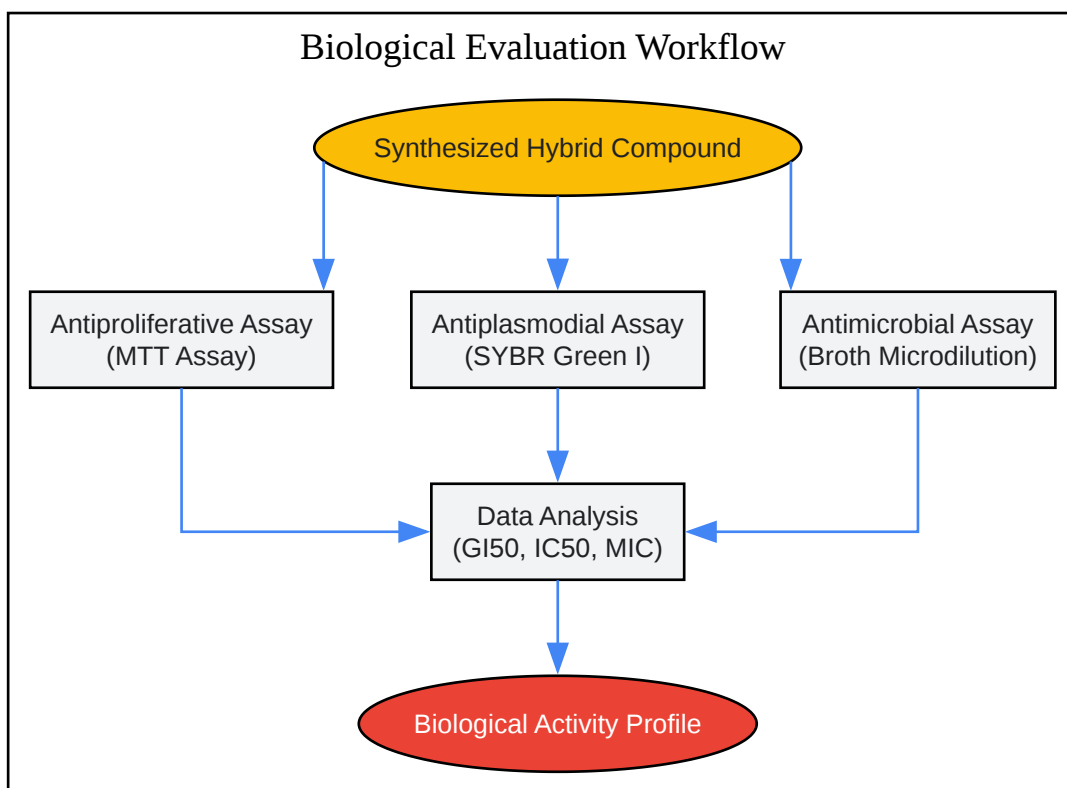 Biological Evaluation Workflow
Synthesized Hybrid Compound
Antiproliferative Assay
(MTT Assay)
Antiplasmodial Assay
(SYBR Green I)
Antimicrobial Assay
(Broth Microdilution)
Data Analysis
(GI50, IC50, MIC)
Biological Activity Profile